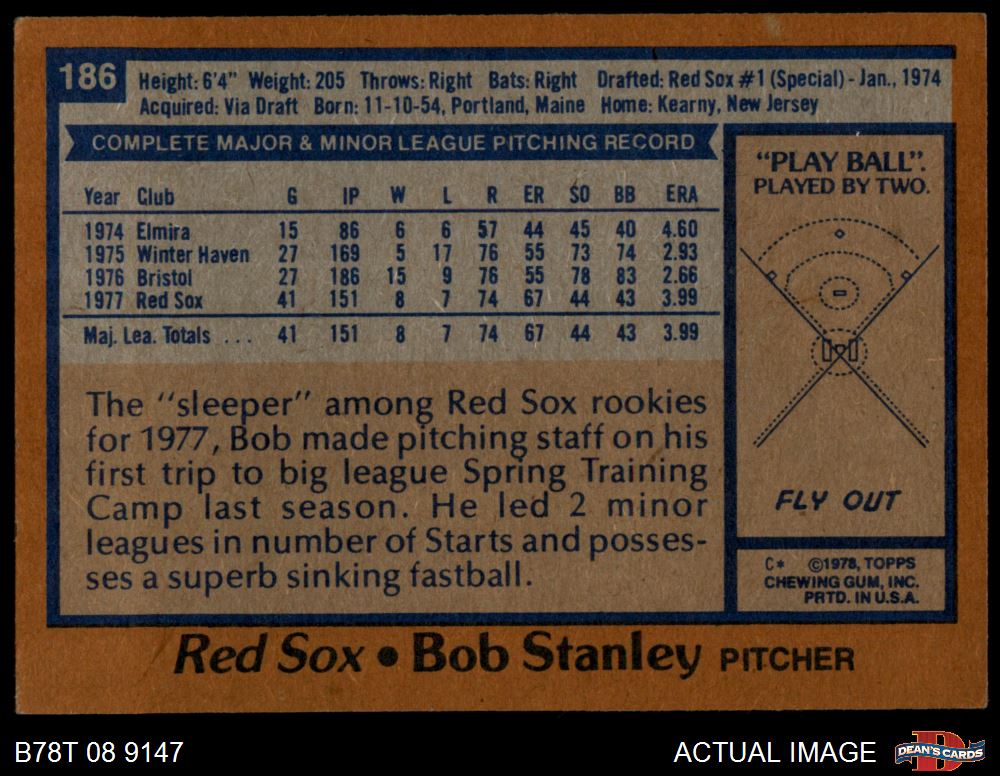 186
Height: 6'4" Weight: 205 Throws: Right Bats: Right Drafted: Red Sox #1 (Special) - Jan., 1974
Acquired: Via Draft Born: 11-10-54, Portland, Maine Home: Kearny, New Jersey
COMPLETE MAJOR & MINOR LEAGUE PITCHING RECORD
Year Club G IP W L R ER SO BB ERA
1974 Elmira 15 86 6 6 57 44 45 40 4.60
1975 Winter Haven 27 169 5 17 76 55 73 74 2.93
1976 Bristol 27 186 15 9 76 55 78 83 2.66
1977 Red Sox 41 151 8 7 74 67 44 43 3.99
Maj. Lea. Totals ... 41 151 8 7 74 67 44 43 3.99
The "sleeper" among Red Sox rookies
for 1977, Bob made pitching staff on his
first trip to big league Spring Training
Camp last season. He led 2 minor
leagues in number of Starts and posses-
ses a superb sinking fastball.
"PLAY BALL".
PLAYED BY TWO.
FLY OUT
C* ©1978, TOPPS
CHEWING GUM, INC.
PRTD. IN U.S.A.
Red Sox • Bob Stanley PITCHER
B78T 08 9147
ACTUAL IMAGE
DEAN'S CARDS